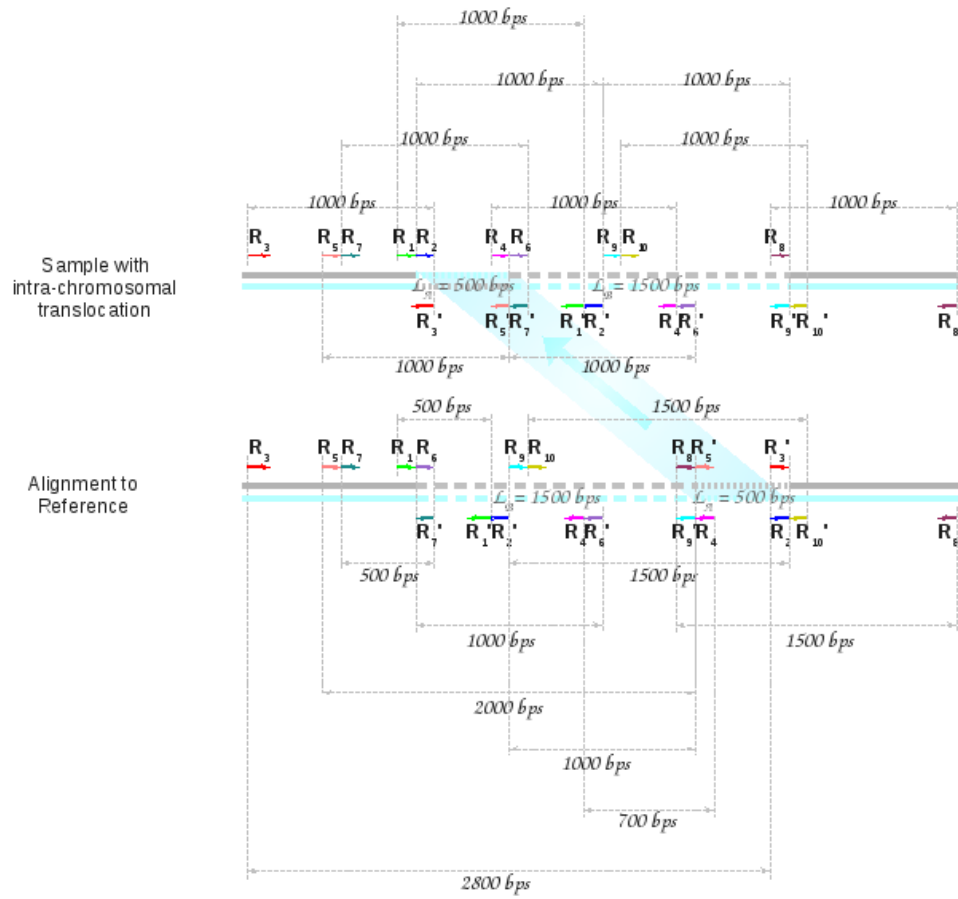 1000 bps
1000 bps 1000 bps
1000 bps 1000 bps
1000 bps 1000 bps 1000 bps
R3 R5 R7 R1 R2 R4 R6 R9 R10 R8
Sample with
intra-chromosomal
translocation
= 500 bps = 1500 bps
R3' R5' R7' R1' R2' R4' R6' R9' R10' R8
1000 bps 1000 bps
500 bps 1500 bps
R3 R5 R7 R1 R6 R9 R10 R8 R5' R3'
Alignment to
Reference
= 1500 bps = 500 bps
R7' R1' R2' R4' R6' R9' R4 R2 R10' R8
500 bps 1500 bps
1000 bps 1500 bps
2000 bps
1000 bps
700 bps
2800 bps